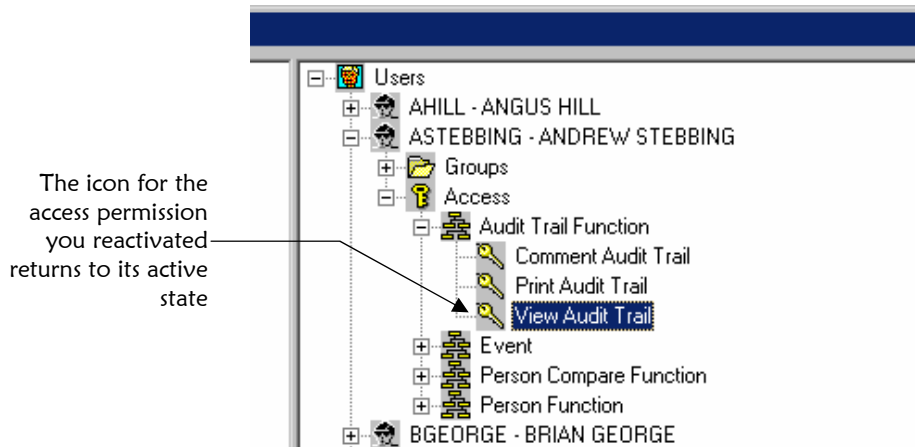 The icon for the
access permission
you reactivated
returns to its active
state
Users
AHILL - ANGUS HILL
ASTEBBING - ANDREW STEBBING
Groups
Access
Audit Trail Function
Comment Audit Trail
Print Audit Trail
View Audit Trail
Event
Person Compare Function
Person Function
BGEORGE - BRIAN GEORGE